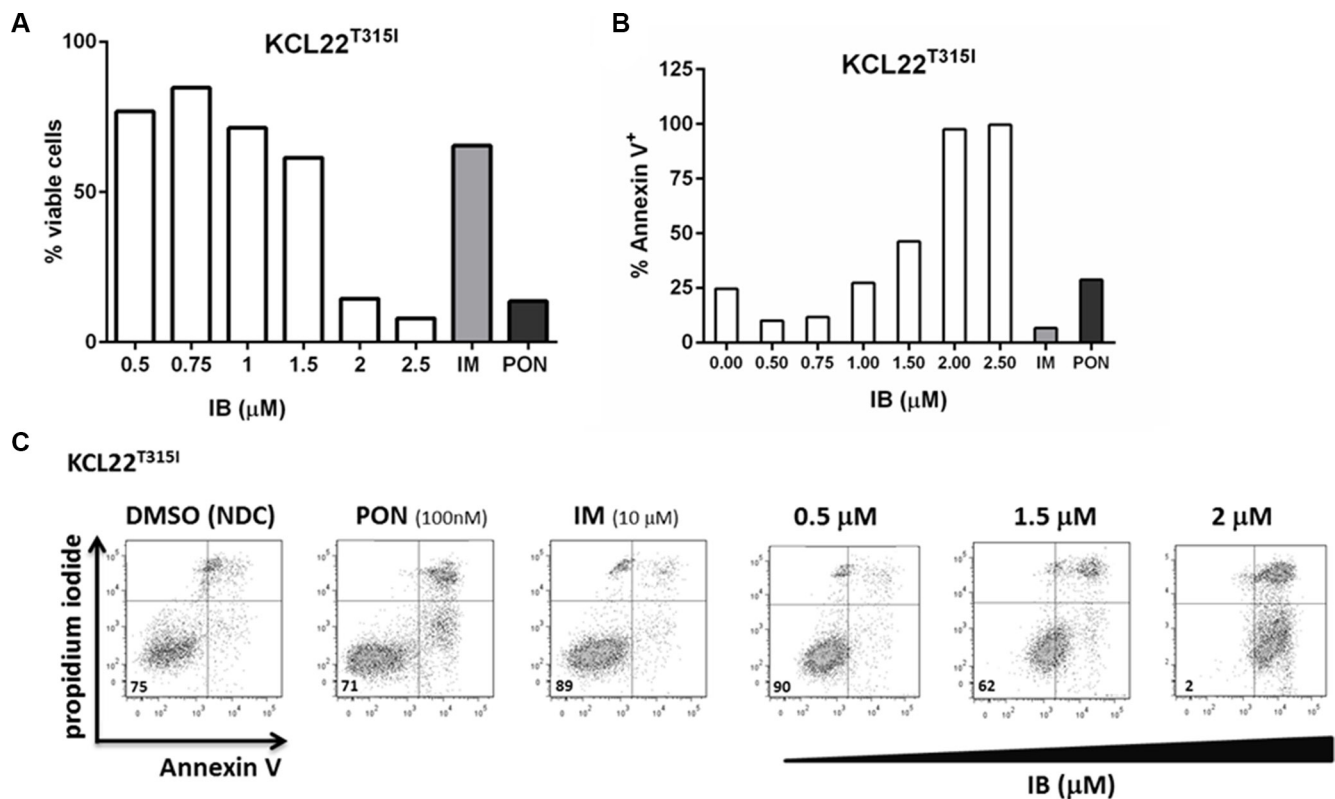 A
KCL22T315I
% viable cells
100
50
0
0.5 0.75 1 1.5 2 2.5 IM PON
IB (μM)
B
KCL22T315I
% Annexin V+
125
100
75
50
25
0
0.00 0.50 0.75 1.00 1.50 2.00 2.50 IM PON
IB (μM)
C
KCL22T315I
DMSO (NDC) PON (100nM) IM (10 μM) 0.5 μM 1.5 μM 2 μM
propidium iodide
75 71 89 90 62 2
Annexin V
IB (μM)